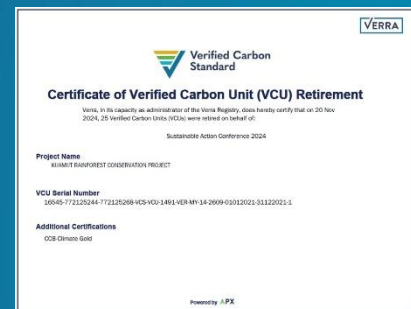 VERRA
Verified Carbon
Standard
Certificate of Verified Carbon Unit (VCU) Retirement
Verra, in its capacity as administrator of the Verra Registry, does hereby certify that on 20 Nov
2024, 25 Verified Carbon Units (VCUs) were retired on behalf of:
Sustainable Action Conference 2024
Project Name
KUAMUT RAINFOREST CONSERVATION PROJECT
VCU Serial Number
16545-772125244-772125268-VCS-VCU-1491-VER-MY-14-2609-01012021-31122021-1
Additional Certifications
CCB-Climate Gold
Powered by APX